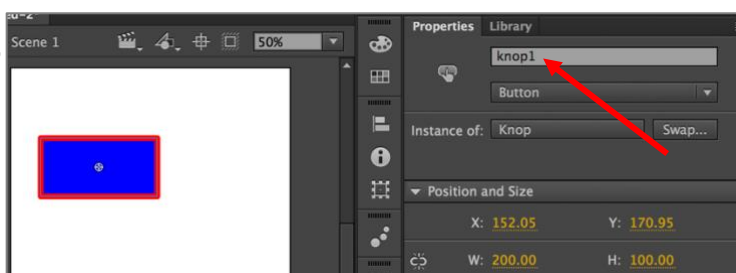 Scene 1
50%
Properties Library
knop1
Button
Instance of: Knop Swap...
Position and Size
X: 152.05 Y: 170.95
W: 200.00 H: 100.00